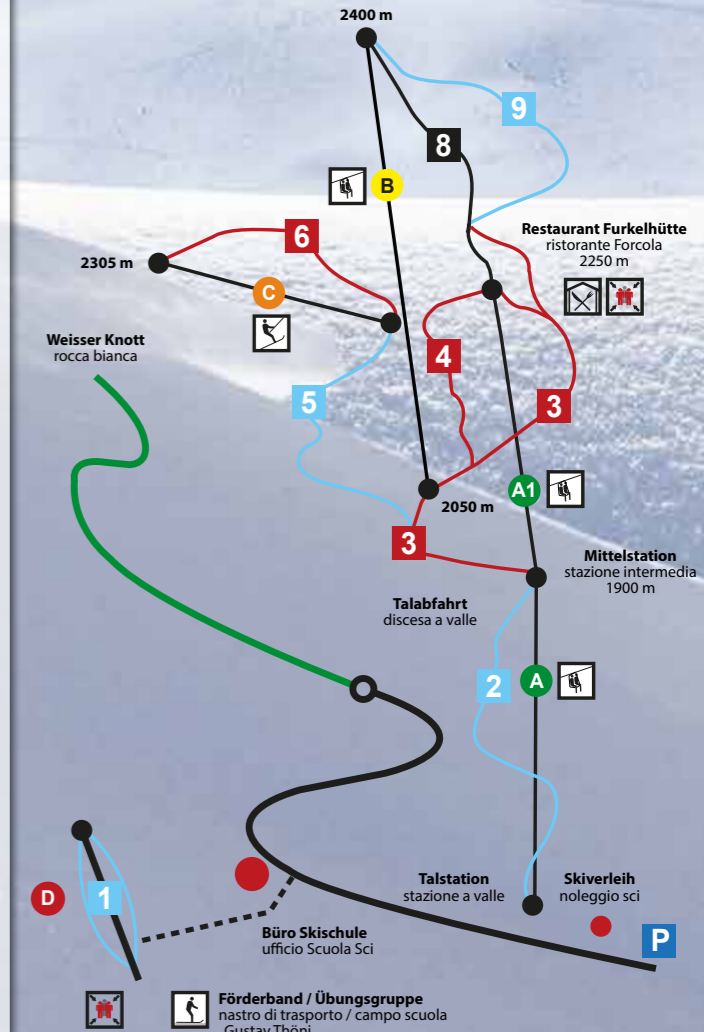 2400 m
9
8
B
6
Restaurant Furkelhütte
ristorante Forcola
2250 m
2305 m
C
Weisser Knott
rocca bianca
4
5
3
A1
2050 m
3
Mittelstation
stazione intermedia
1900 m
Talabfahrt
discesa a valle
2
A
Talstation
stazione a valle
Skiverleih
noleggio sci
D
1
Büro Skischule
ufficio Scuola Sci
P
Förderband / Übungsgruppe
nastro di trasporto / campo scuola
Gustav Thöni